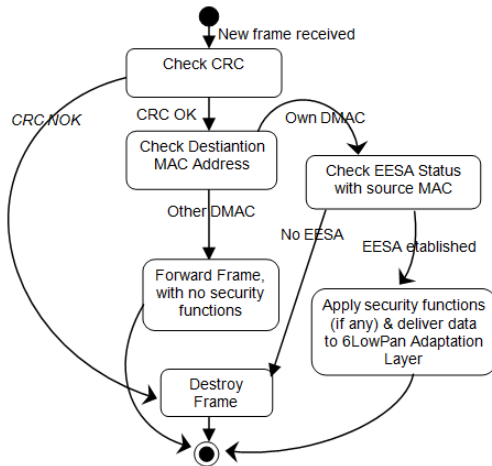 New frame received
Check CRC
CRC NOK
CRC OK
Own DMAC
Check Destiantion
MAC Address
Check EESA Status
with source MAC
Other DMAC
No EESA
EESA etablished
Forward Frame,
with no security
functions
Apply security functions
(if any) & deliver data
to 6LowPan Adaptation
Layer
Destroy
Frame